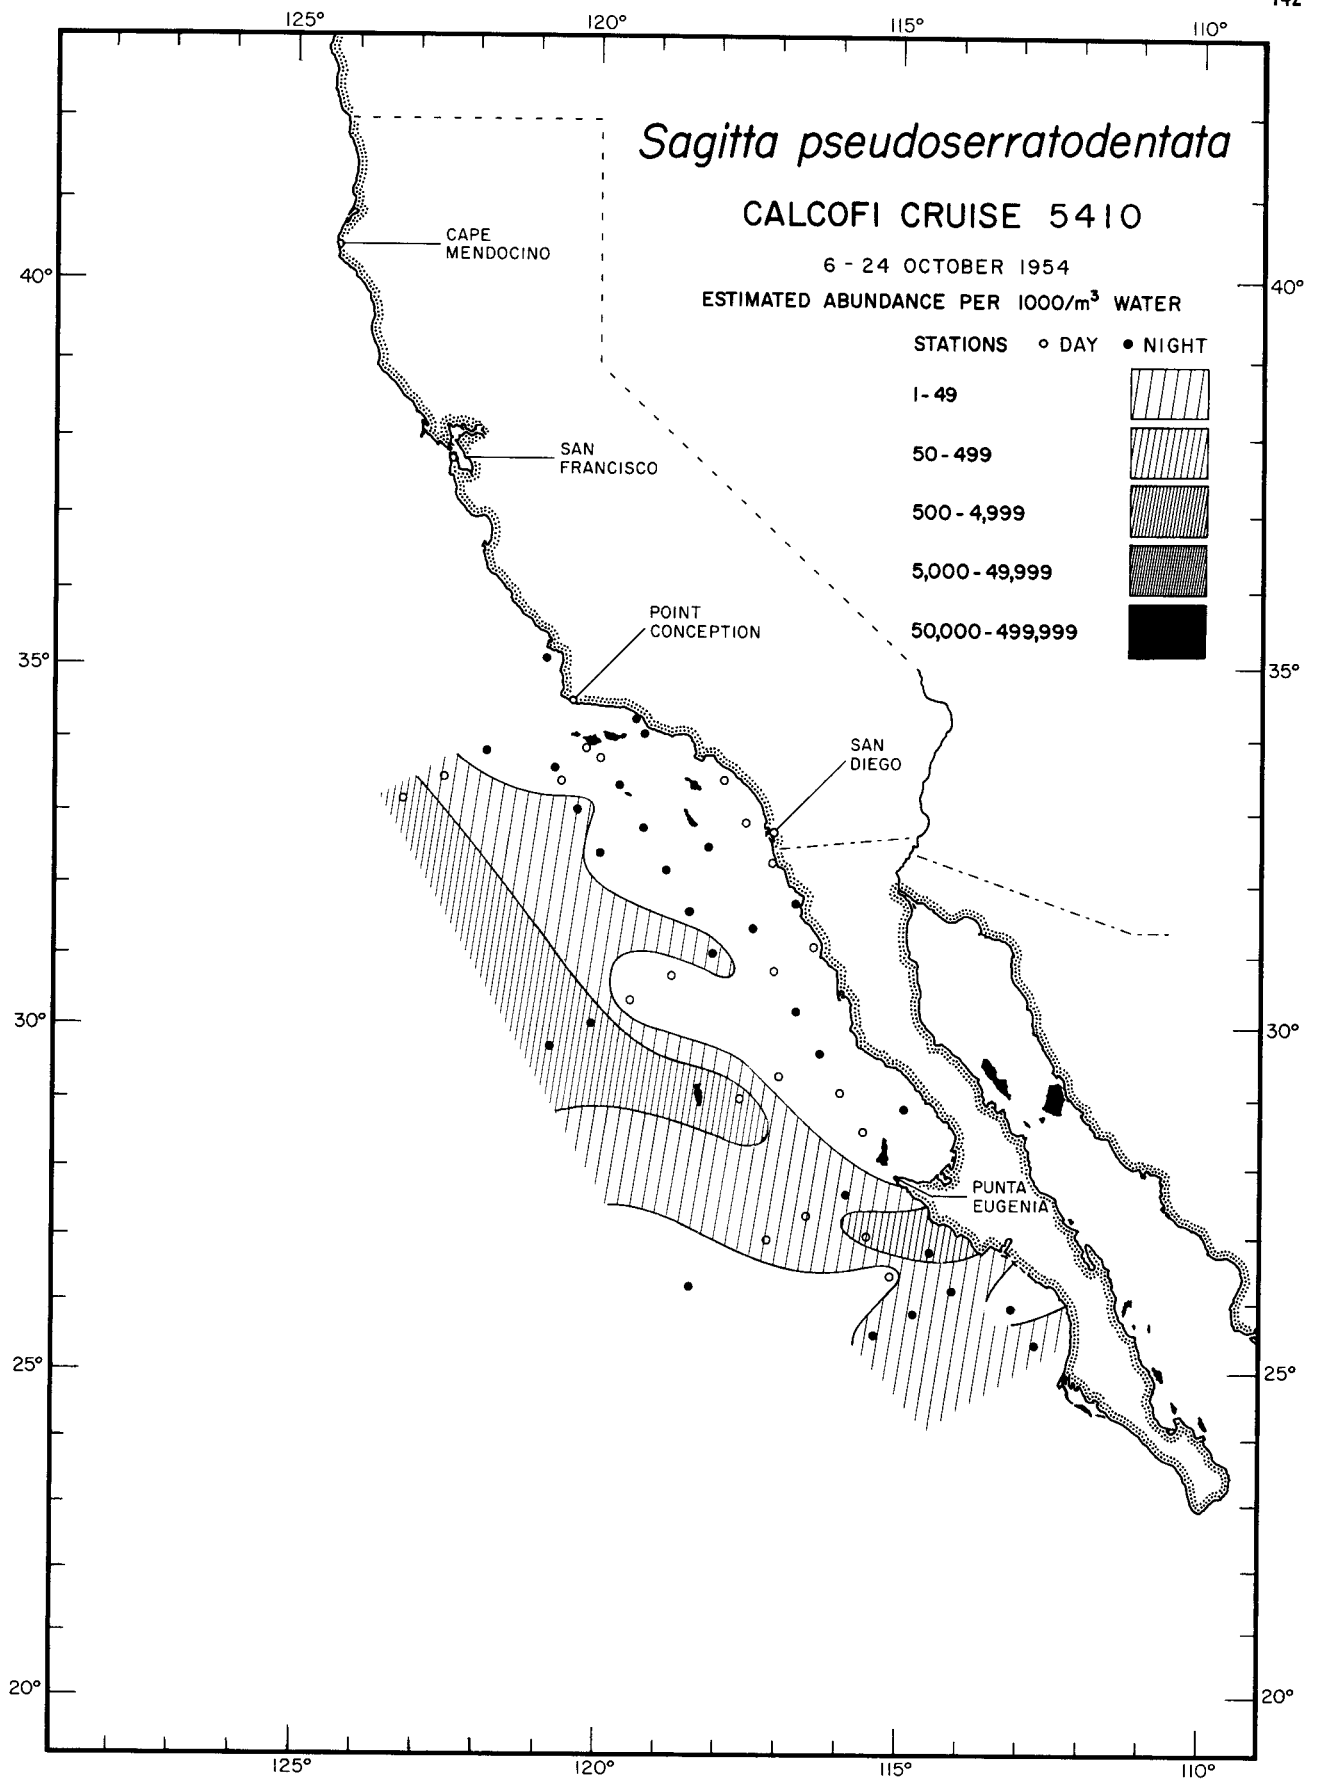 142
125° 120° 115° 110°
Sagitta pseudoserratodentata
CALCOFI CRUISE 5410
6 - 24 OCTOBER 1954
ESTIMATED ABUNDANCE PER 1000/m³ WATER
STATIONS ○ DAY ● NIGHT
1-49
50-499
500-4,999
5,000-49,999
50,000-499,999
CAPE
MENDOCINO
40° 40°
SAN
FRANCISCO
POINT
CONCEPTION
35° 35°
SAN
DIEGO
30° 30°
PUNTA
EUGENIA
25° 25°
20° 20°
125° 120° 115° 110°